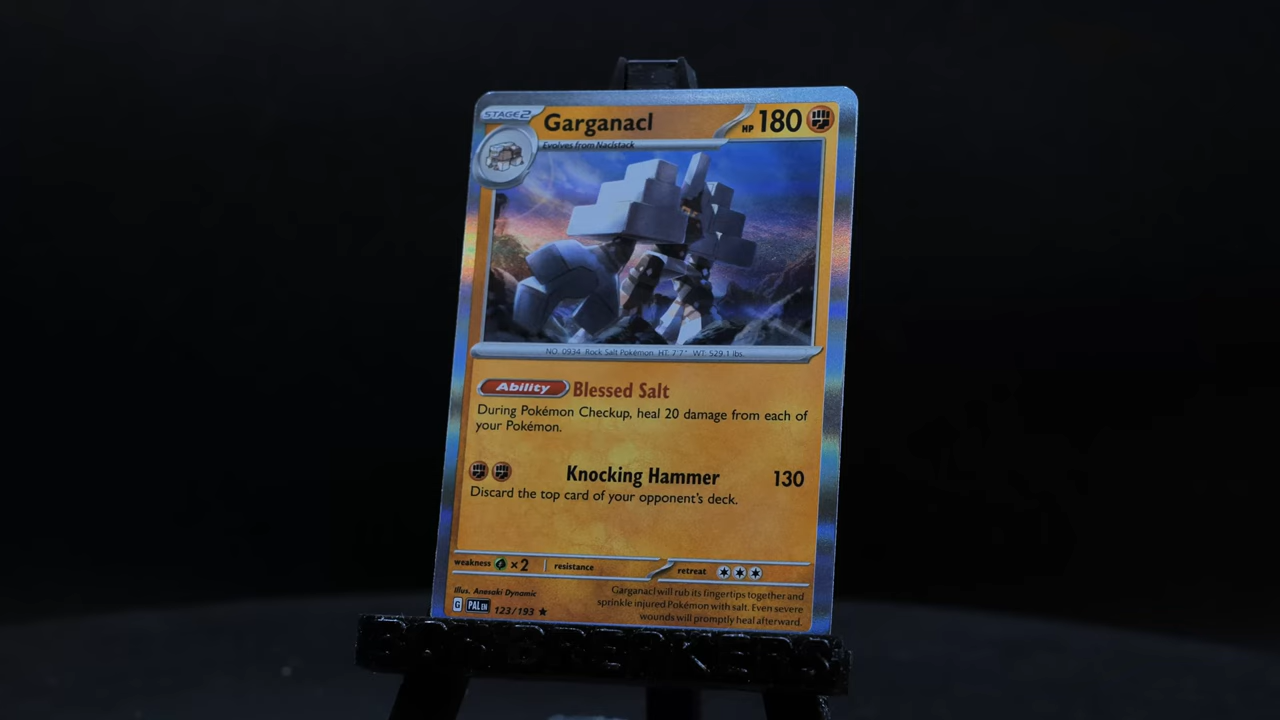 STAGE2 Garganacl HP 180
Evolves from Naclstack
NO. 0934 Rock Salt Pokémon HT: 7'7" WT: 529.1 lbs.
Ability Blessed Salt
During Pokémon Checkup, heal 20 damage from each of
your Pokémon.
Knocking Hammer 130
Discard the top card of your opponent's deck.
weakness ×2 resistance retreat
Illus. Anesaki Dynamic
G PAL EN 123/193
Garganacl will rub its fingertips together and
sprinkle injured Pokémon with salt. Even severe
wounds will promptly heal afterward.